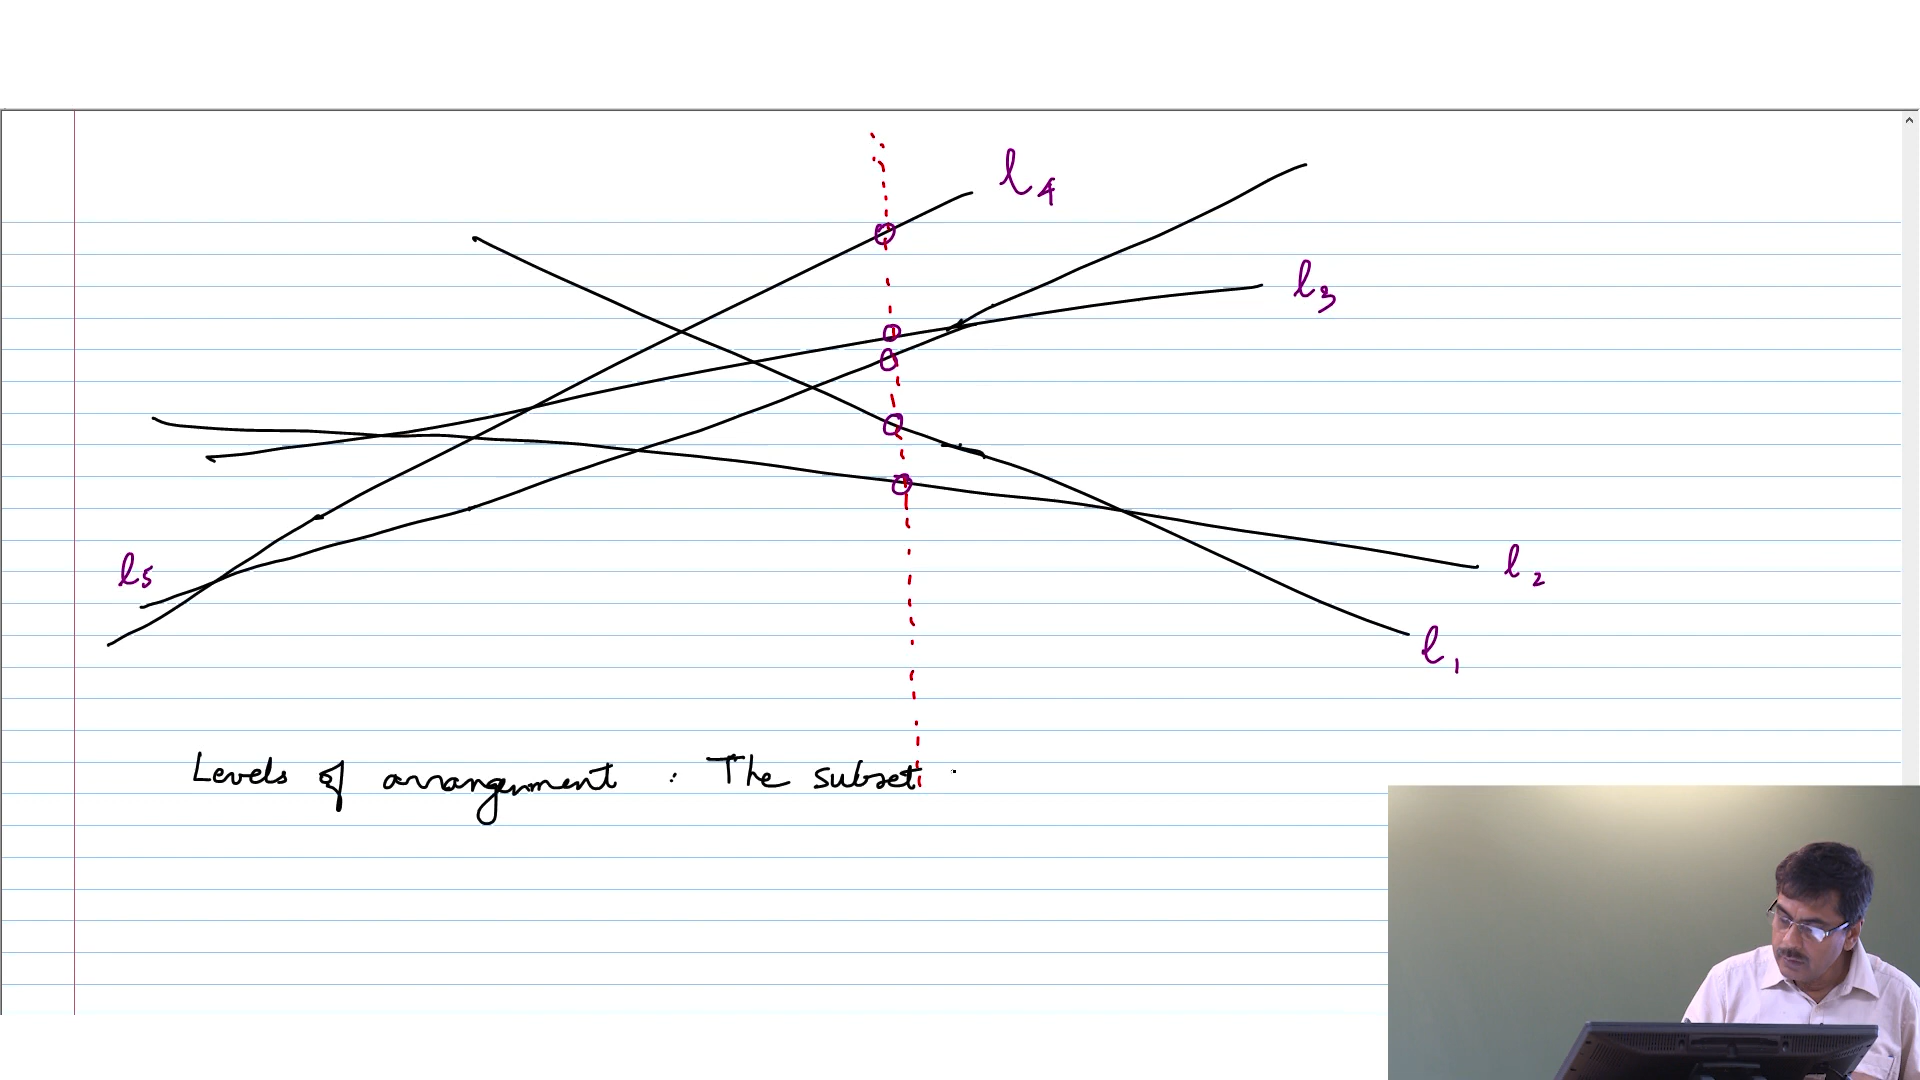 l4
l3
l5
l2
l1
Levels of arrangement : The subset